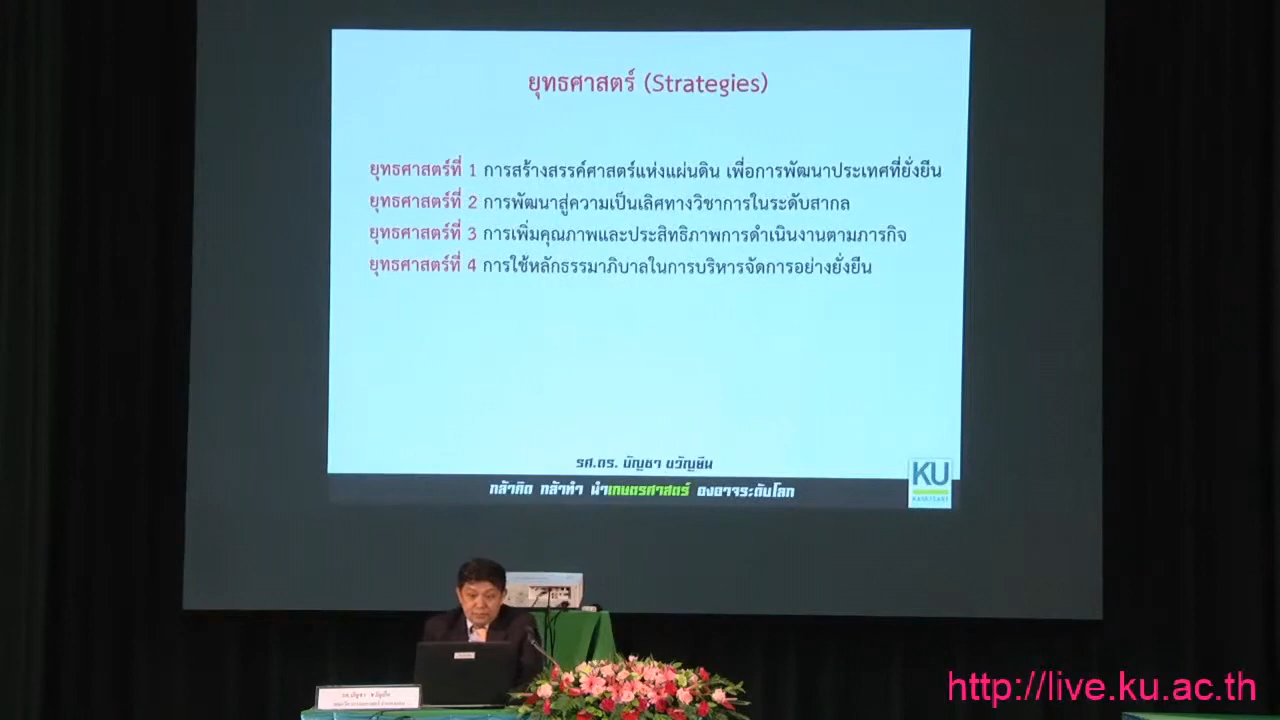 ยุทธศาสตร์ (Strategies)
ยุทธศาสตร์ที่ 1 การสร้างสรรค์ศาสตร์แห่งแผ่นดิน เพื่อการพัฒนาประเทศที่ยั่งยืน
ยุทธศาสตร์ที่ 2 การพัฒนาสู่ความเป็นเลิศทางวิชาการในระดับสากล
ยุทธศาสตร์ที่ 3 การเพิ่มคุณภาพและประสิทธิภาพการดำเนินงานตามภารกิจ
ยุทธศาสตร์ที่ 4 การใช้หลักธรรมาภิบาลในการบริหารจัดการอย่างยั่งยืน
รศ.ดร. บัญชา ขวัญยืน
กล้าคิด กล้าทำ นำเกษตรศาสตร์ องอาจระดับโลก
KU
KASETSART
รศ.บัญชา ขวัญยืน
http://live.ku.ac.th